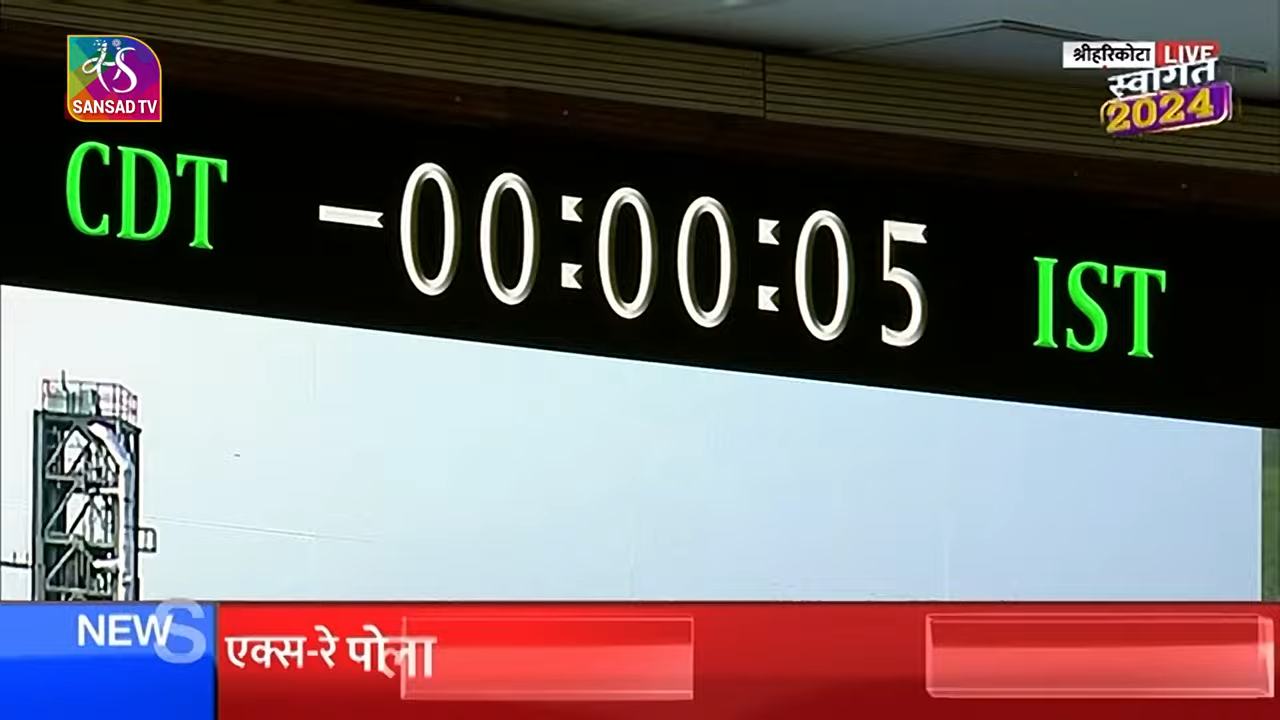 SANSAD TV
श्रीहरिकोटा LIVE
स्वागत
2024
CDT -00:00:05 IST
NEWS
एक्स-रे पोला